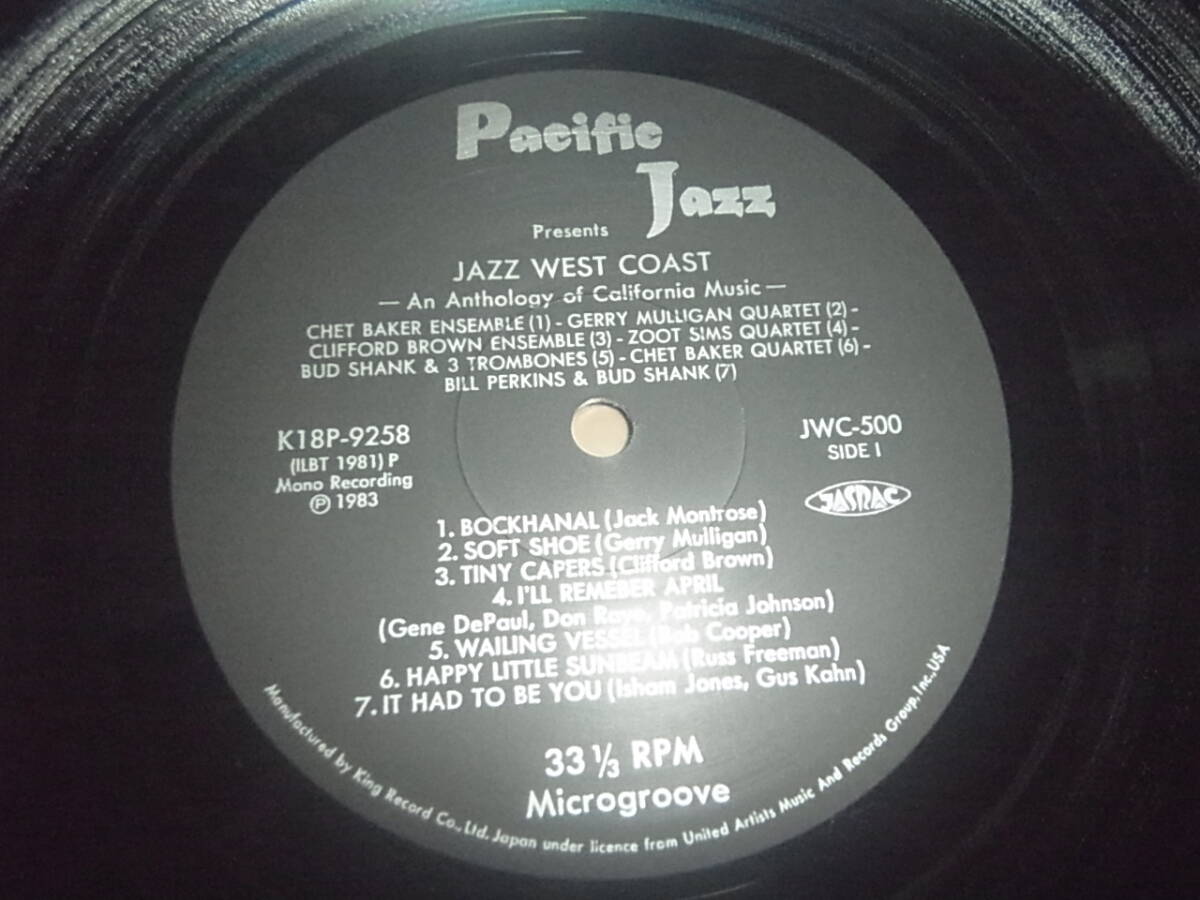 Pacific
Jazz
Presents
JAZZ WEST COAST
— An Anthology of California Music —
CHET BAKER ENSEMBLE (1) - GERRY MULLIGAN QUARTET (2) -
CLIFFORD BROWN ENSEMBLE (3) - ZOOT SIMS QUARTET (4) -
BUD SHANK & 3 TROMBONES (5) - CHET BAKER QUARTET (6) -
BILL PERKINS & BUD SHANK (7)
K18P-9258
(ILBT 1981) P
Mono Recording
Ⓟ 1983
JWC-500
SIDE I
JASRAC
1. BOCKHANAL (Jack Montrose)
2. SOFT SHOE (Gerry Mulligan)
3. TINY CAPERS (Clifford Brown)
4. I'LL REMEBER APRIL
(Gene DePaul, Don Raye, Patricia Johnson)
5. WAILING VESSEL (Bob Cooper)
6. HAPPY LITTLE SUNBEAM (Russ Freeman)
7. IT HAD TO BE YOU (Isham Jones, Gus Kahn)
33 1/3 RPM
Microgroove
Manufactured by King Record Co., Ltd. Japan under licence from United Artists Music And Records Group, Inc. USA